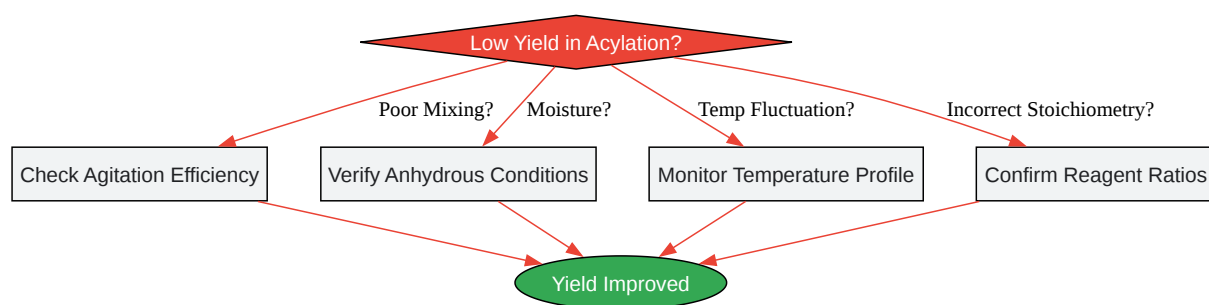 Low Yield in Acylation?
Poor Mixing?
Moisture?
Temp Fluctuation?
Incorrect Stoichiometry?
Check Agitation Efficiency
Verify Anhydrous Conditions
Monitor Temperature Profile
Confirm Reagent Ratios
Yield Improved